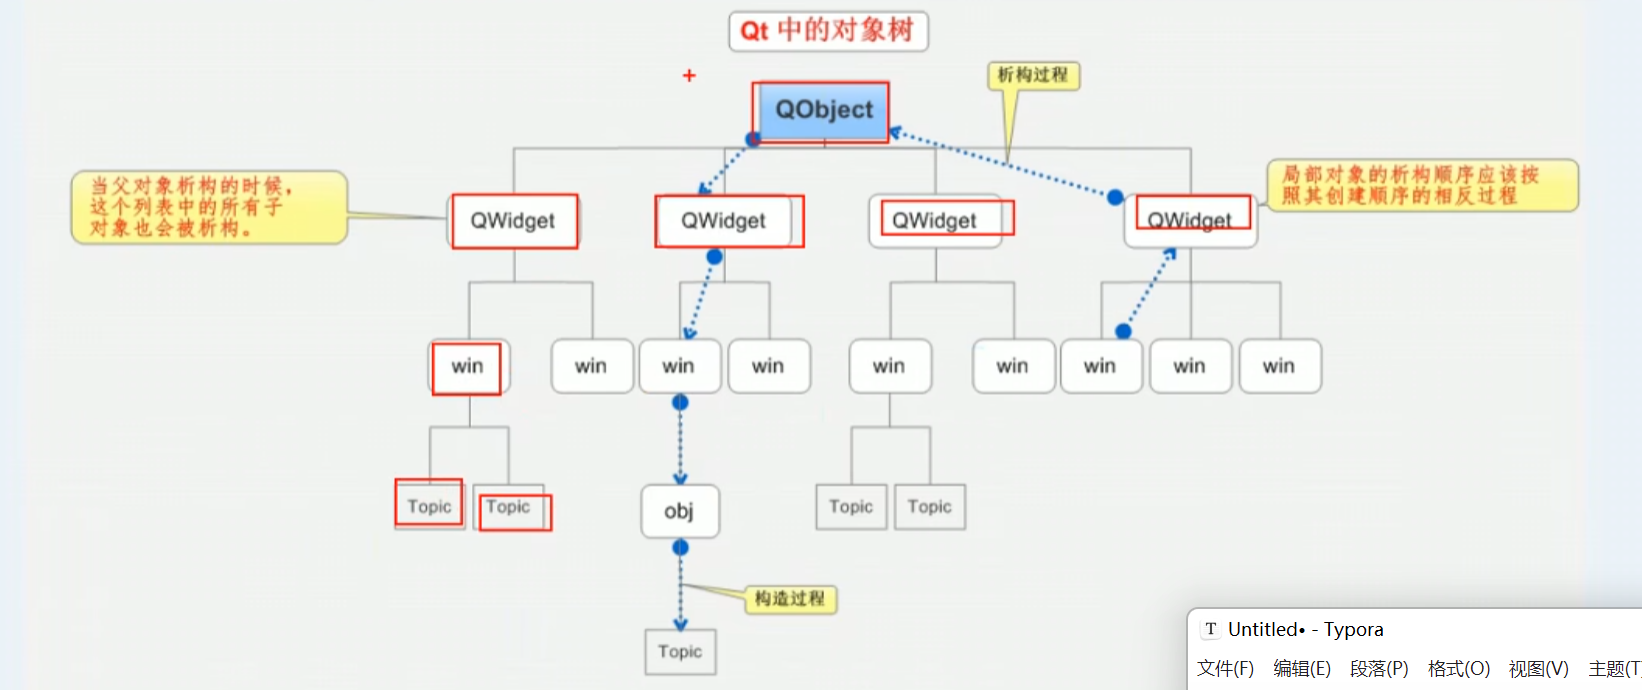 Qt 中的对象树
析构过程
QObject
当父对象析构的时候，
这个列表中的所有子
对象也会被析构。
局部对象的析构顺序应该按
照其创建顺序的相反过程
QWidget
QWidget
QWidget
QWidget
win
win
win
win
win
win
win
win
win
Topic
Topic
obj
Topic
Topic
构造过程
Topic
T Untitled• - Typora
文件(F) 编辑(E) 段落(P) 格式(O) 视图(V) 主题(T)